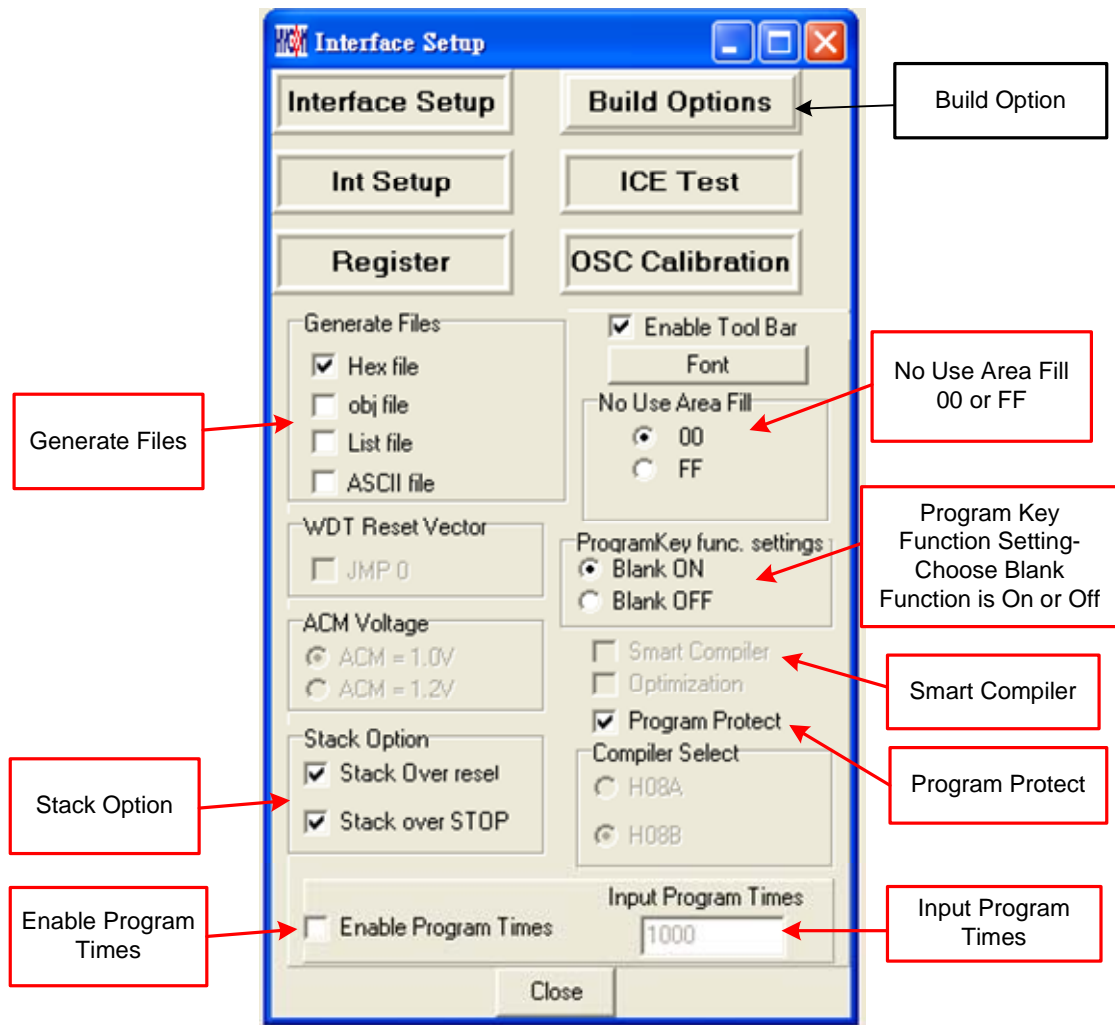 Interface Setup
Interface Setup
Build Options
Build Option
Int Setup
ICE Test
Register
OSC Calibration
Generate Files
Hex file
obj file
List file
ASCII file
Generate Files
Enable Tool Bar
Font
No Use Area Fill
00
FF
No Use Area Fill
00 or FF
WDT Reset Vector
JMP 0
ProgramKey func. settings
Blank ON
Blank OFF
Program Key
Function Setting-
Choose Blank
Function is On or Off
ACM Voltage
ACM = 1.0V
ACM = 1.2V
Smart Compiler
Optimization
Program Protect
Smart Compiler
Program Protect
Stack Option
Stack Over reset
Stack over STOP
Stack Option
Compiler Select
H08A
H08B
Enable Program
Times
Enable Program Times
Input Program Times
1000
Input Program
Times
Close